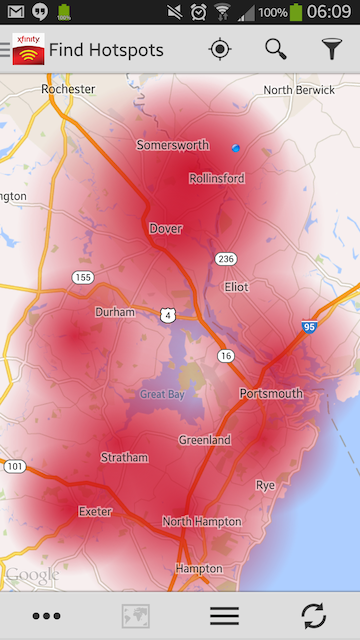 100%
100%
06:09
xfinity
Find Hotspots
Rochester
North Berwick
Somersworth
Rollinsford
ngton
Dover
236
155
Eliot
Durham
4
95
16
Great Bay
Portsmouth
Greenland
Stratham
101
Rye
Exeter
North Hampton
Google
Hampton